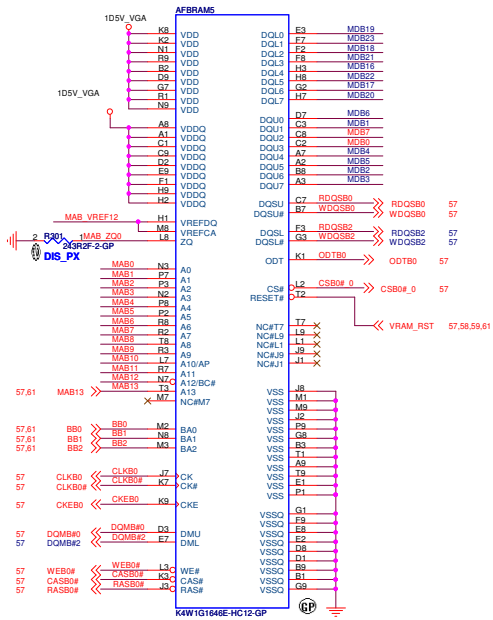 AFBRAM5
1D5V_VGA
K8 VDD DQL0 E3 MDB19
K2 VDD DQL1 F7 MDB23
N1 VDD DQL2 F2 MDB18
R9 VDD DQL3 F8 MDB21
B2 VDD DQL4 H3 MDB16
D9 VDD DQL5 H8 MDB22
G7 VDD DQL6 G2 MDB17
R1 VDD DQL7 H7 MDB20
N9 VDD
1D5V_VGA
A8 VDDQ DQU0 D7 MDB6
A1 VDDQ DQU1 C3 MDB1
C1 VDDQ DQU2 C8 MDB7
C9 VDDQ DQU3 C2 MDB0
D2 VDDQ DQU4 A7 MDB4
E9 VDDQ DQU5 A2 MDB5
F1 VDDQ DQU6 B8 MDB2
H9 VDDQ DQU7 A3 MDB3
H2 VDDQ
DQSU C7 RDQSB0 RDQSB0 57
DQSU# B7 WDQSB0 WDQSB0 57
MAB_VREF12 H1 VREFDQ
M8 VREFCA
DQSL F3 RDQSB2 RDQSB2 57
DQSL# G3 WDQSB2 WDQSB2 57
2 R301 1 MAB_ZQ0 L8 ZQ
243R2F-2-GP
DIS_PX
ODT K1 ODTB0 ODTB0 57
MAB0 N3 A0
MAB1 P7 A1
MAB2 P3 A2
MAB3 N2 A3
MAB4 P8 A4
MAB5 P2 A5
MAB6 R8 A6
MAB7 R2 A7
MAB8 T8 A8
MAB9 R3 A9
MAB10 L7 A10/AP
MAB11 R7 A11
MAB12 N7 A12/BC#
57,61 MAB13 MAB13 T3 A13
M7 NC#M7
CS# L2 CSB0#_0 CSB0#_0 57
RESET# T2
VRAM_RST 57,58,59,61
NC#T7 T7
NC#L9 L9
NC#L1 L1
NC#J9 J9
NC#J1 J1
57,61 BB0 BB0 M2 BA0
57,61 BB1 BB1 N8 BA1
57,61 BB2 BB2 M3 BA2
57 CLKB0 CLKB0 J7 CK
57 CLKB0# CLKB0# K7 CK#
57 CKEB0 CKEB0 K9 CKE
57 DQMB#0 DQMB#0 D3 DMU
57 DQMB#2 DQMB#2 E7 DML
57 WEB0# WEB0# L3 WE#
57 CASB0# CASB0# K3 CAS#
57 RASB0# RASB0# J3 RAS#
VSS J8
VSS M1
VSS M9
VSS J2
VSS P9
VSS G8
VSS B3
VSS T1
VSS A9
VSS T9
VSS E1
VSS P1
VSSQ G1
VSSQ F9
VSSQ E8
VSSQ E2
VSSQ D8
VSSQ D1
VSSQ B9
VSSQ B1
VSSQ G9
K4W1G1646E-HC12-GP
GP